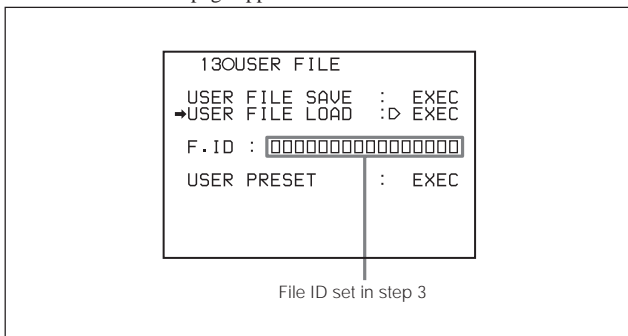 13OUSER FILE
USER FILE SAVE : EXEC
➡USER FILE LOAD :▷ EXEC
F.ID : □□□□□□□□□□□□□□□□
USER PRESET : EXEC
File ID set in step 3